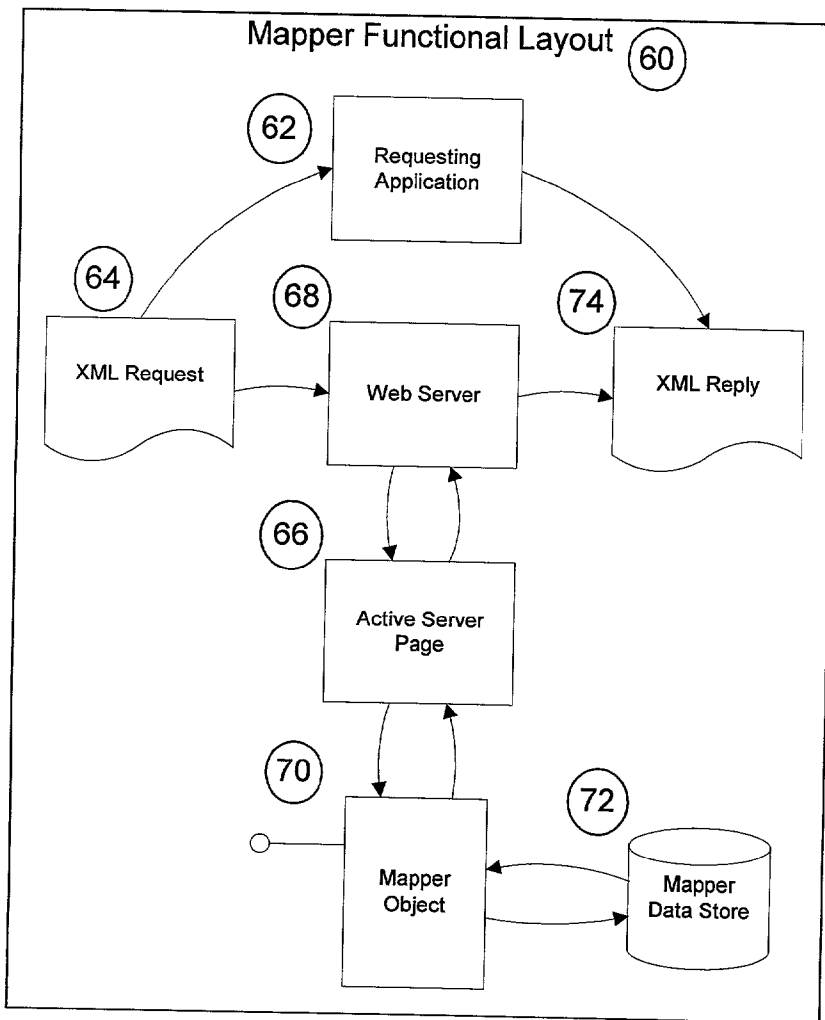 Mapper Functional Layout
60
62
Requesting
Application
64
XML Request
68
Web Server
74
XML Reply
66
Active Server
Page
70
Mapper
Object
72
Mapper
Data Store